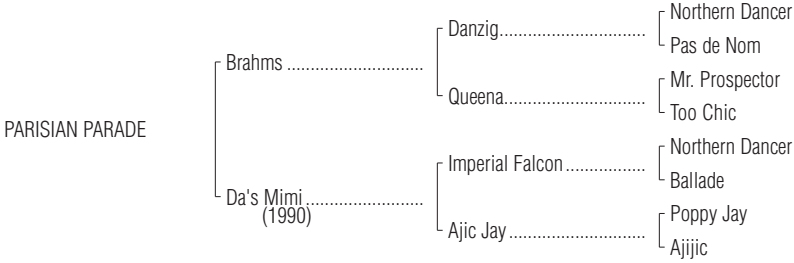 Northern Dancer
Danzig..................................
Pas de Nom
Brahms ..............................
Mr. Prospector
Queena................................
Too Chic
PARISIAN PARADE
Northern Dancer
Imperial Falcon..................
Ballade
Da's Mimi..........................
(1990)
Poppy Jay
Ajic Jay ..............................
Ajijic